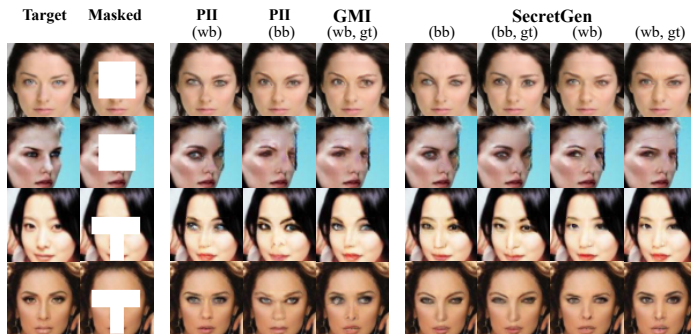 Target Masked PII PII GMI SecretGen
(wb) (bb) (wb, gt) (bb) (bb, gt) (wb) (wb, gt)